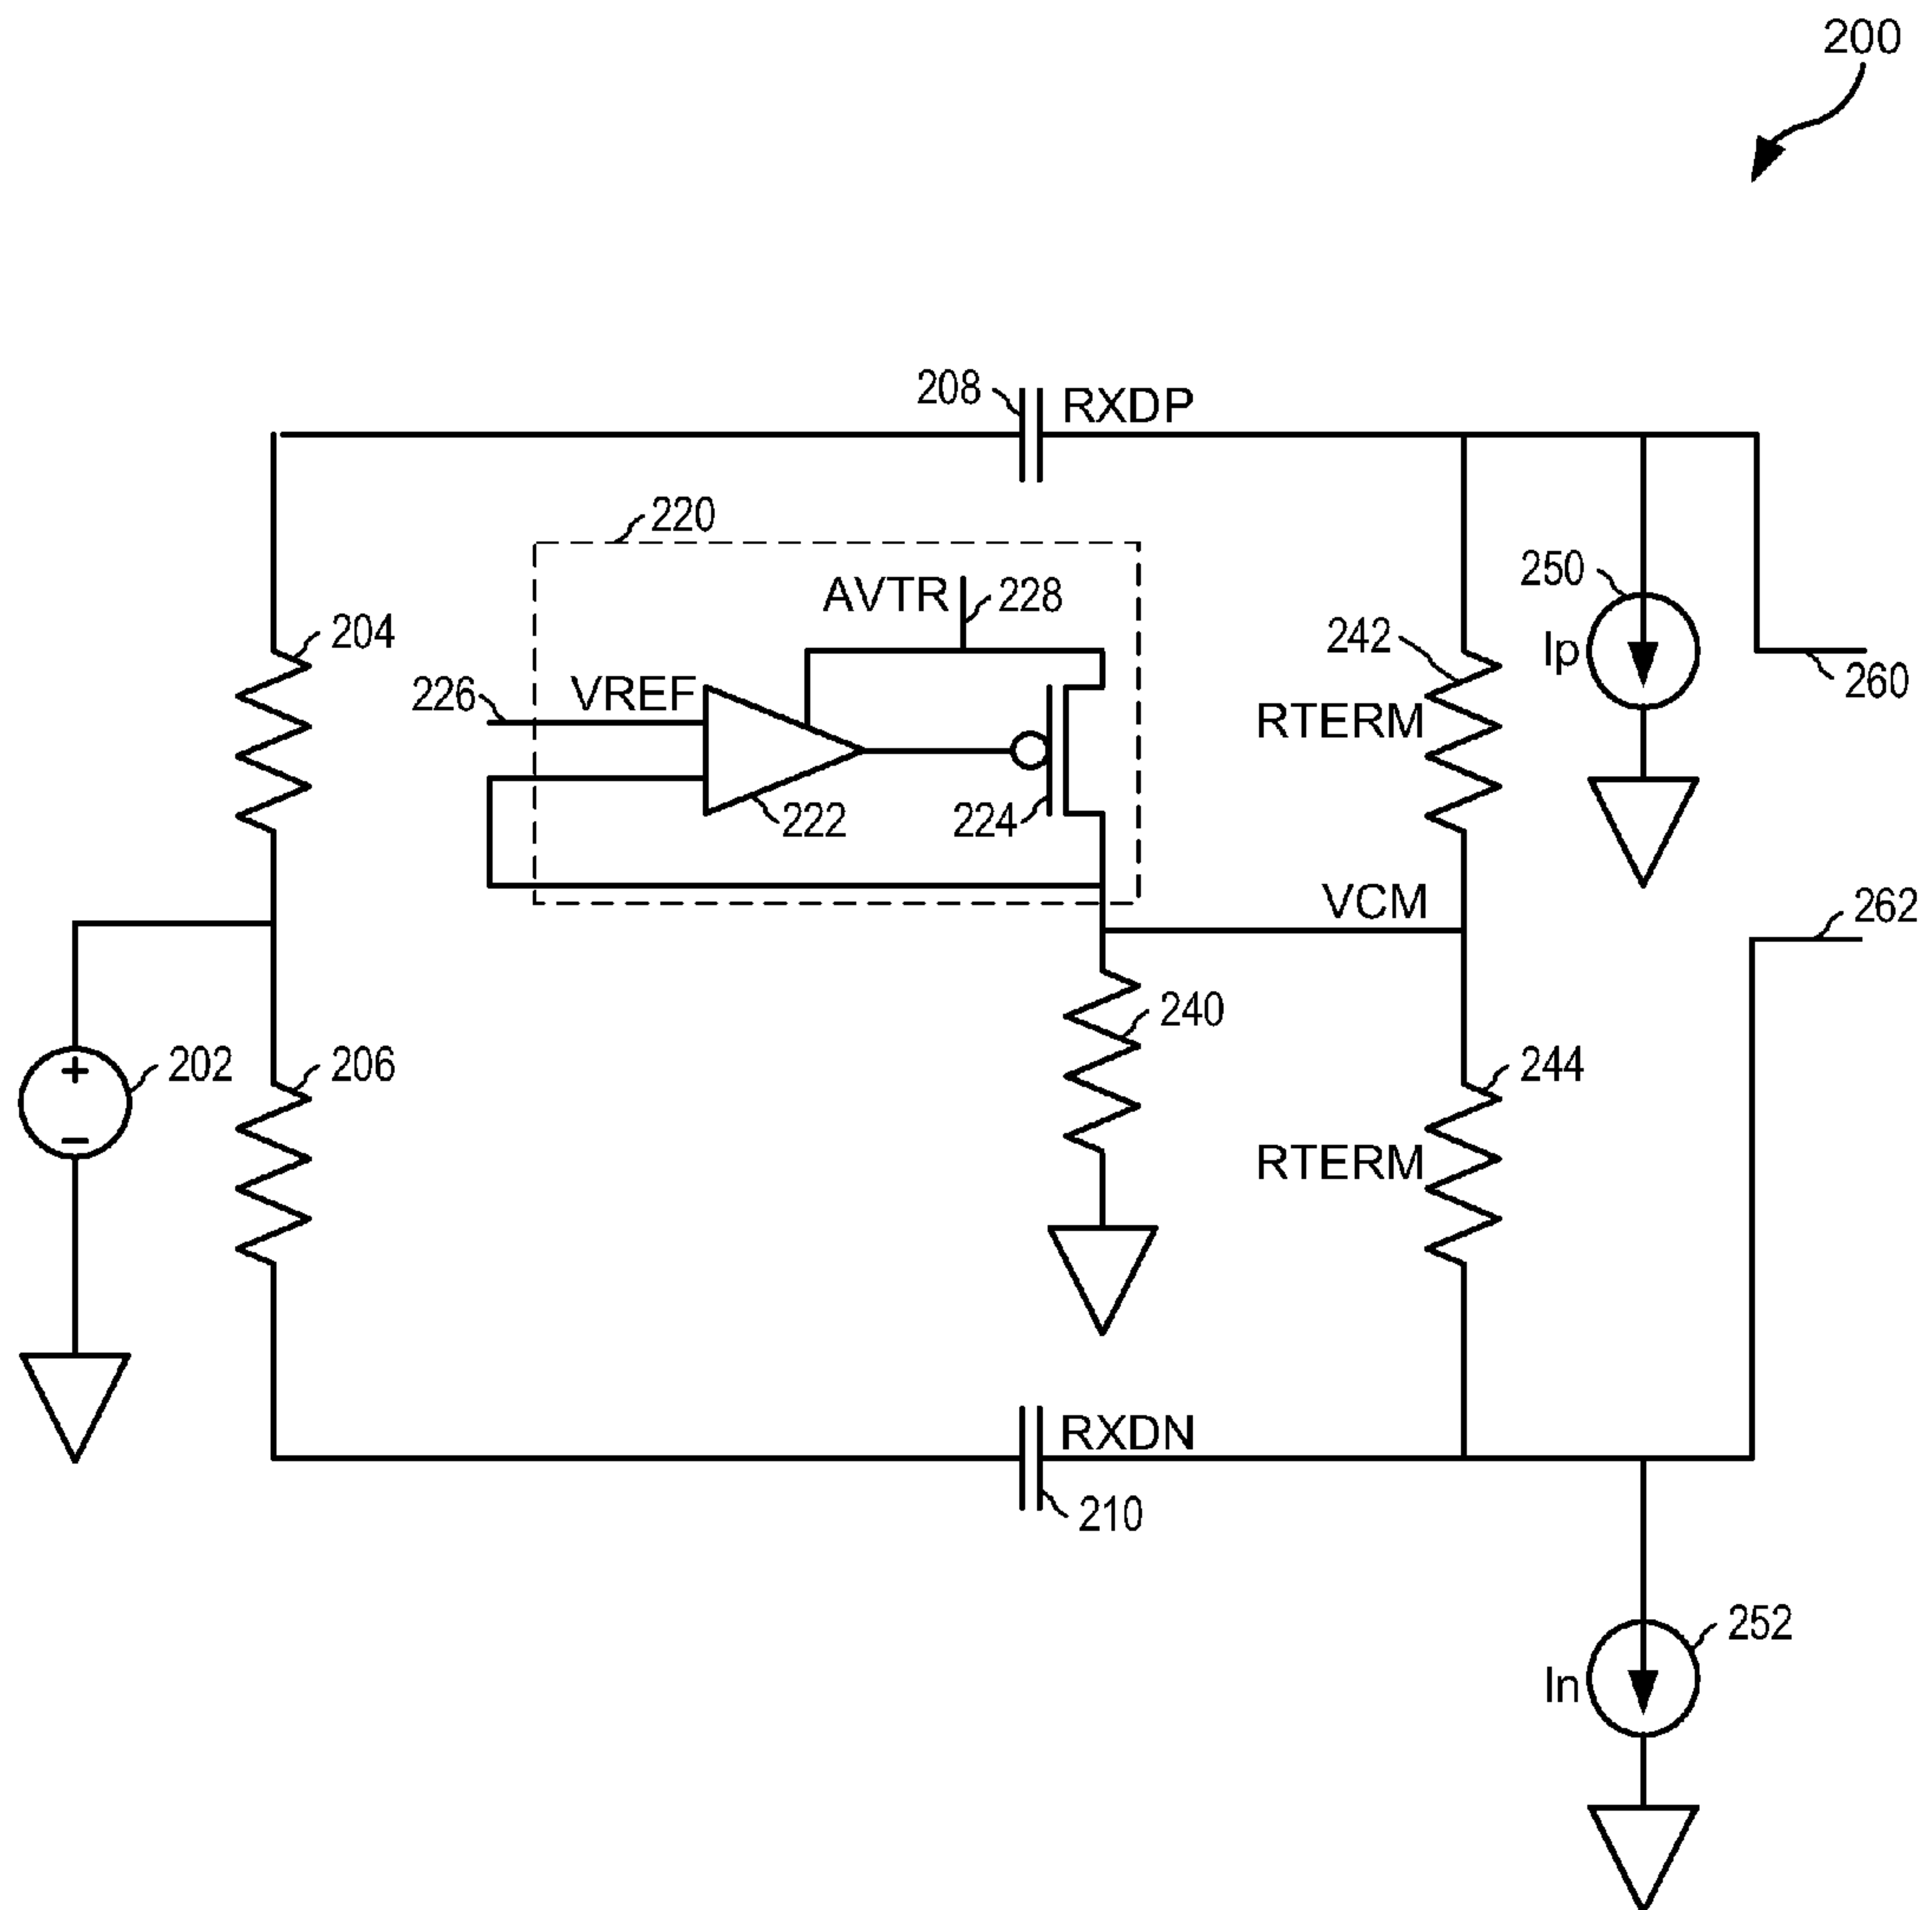 200
208 RXDP
220
AVTR 228
250
204
242
Ip
226 VREF
260
RTERM
222
224
VCM
262
240
202
206
244
+
−
RTERM
RXDN
210
252
In